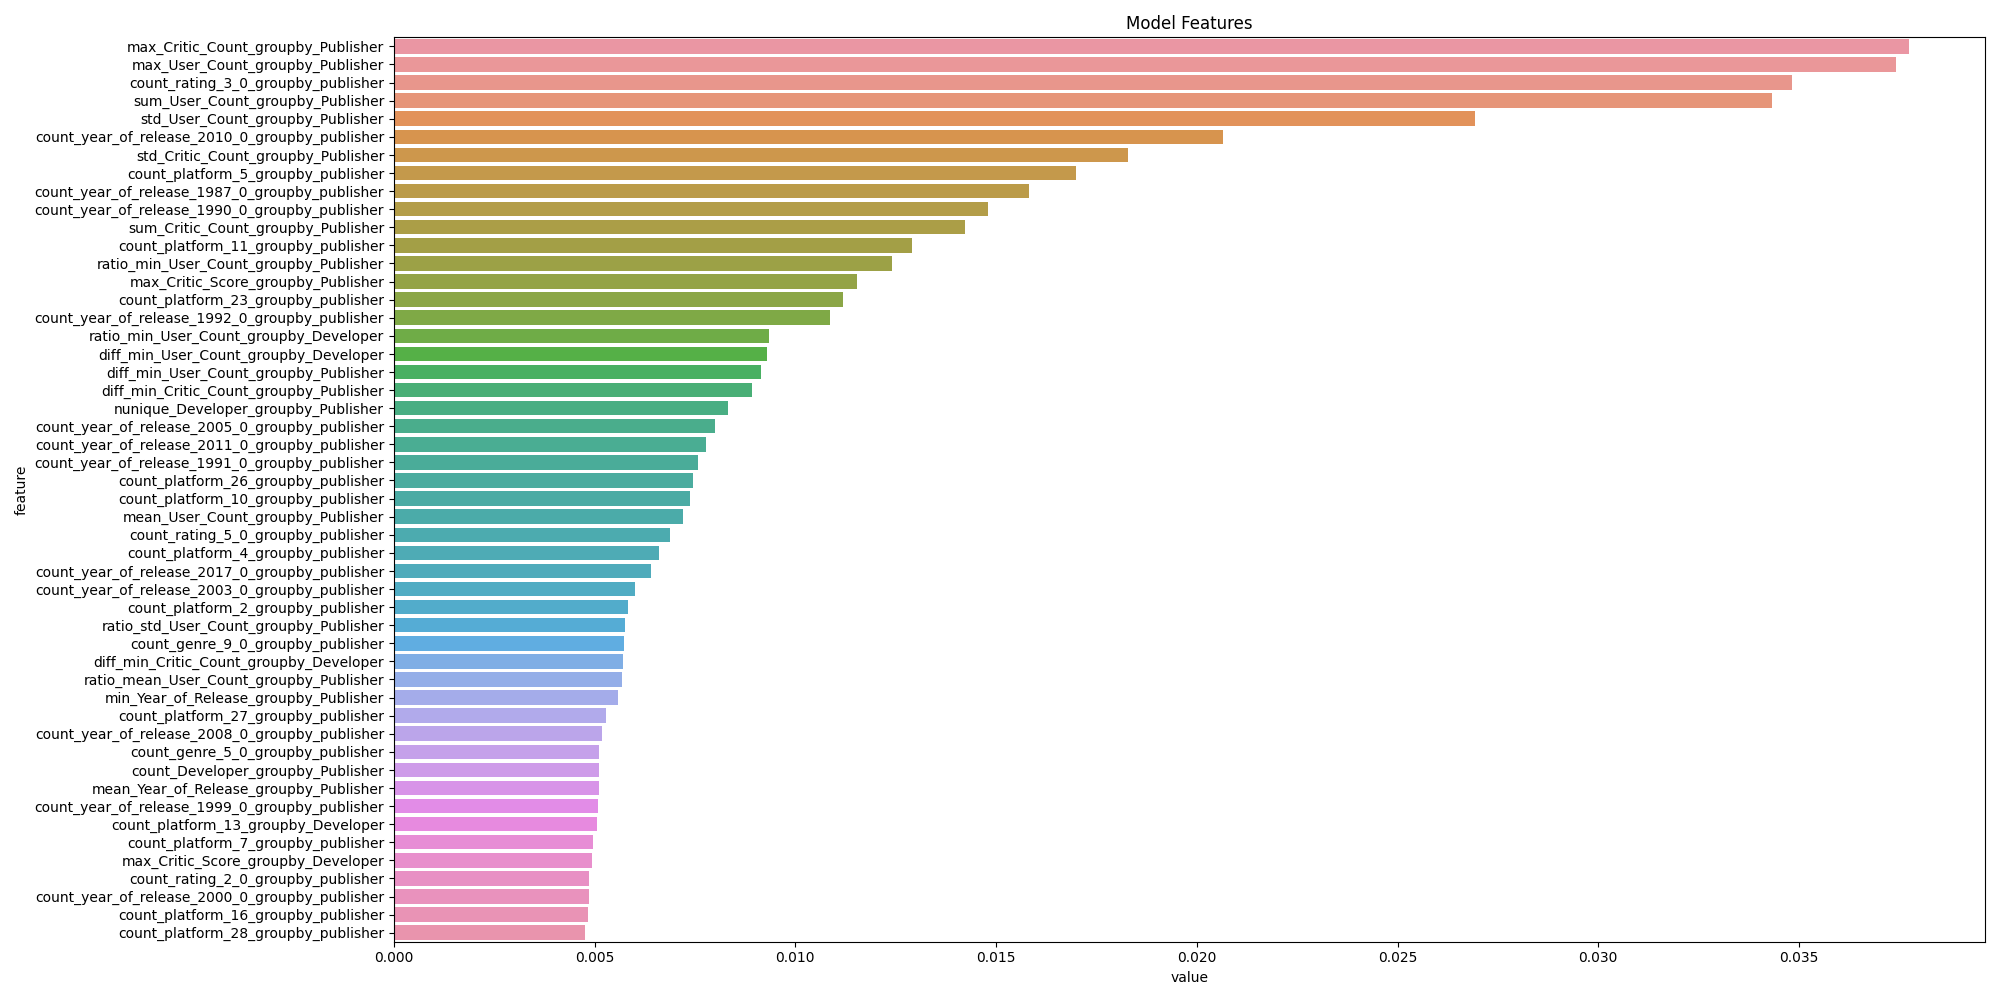 Model Features
max_Critic_Count_groupby_Publisher
max_User_Count_groupby_Publisher
count_rating_3_0_groupby_publisher
sum_User_Count_groupby_Publisher
std_User_Count_groupby_Publisher
count_year_of_release_2010_0_groupby_publisher
std_Critic_Count_groupby_Publisher
count_platform_5_groupby_publisher
count_year_of_release_1987_0_groupby_publisher
count_year_of_release_1990_0_groupby_publisher
sum_Critic_Count_groupby_Publisher
count_platform_11_groupby_publisher
ratio_min_User_Count_groupby_Publisher
max_Critic_Score_groupby_Publisher
count_platform_23_groupby_publisher
count_year_of_release_1992_0_groupby_publisher
ratio_min_User_Count_groupby_Developer
diff_min_User_Count_groupby_Developer
diff_min_User_Count_groupby_Publisher
diff_min_Critic_Count_groupby_Publisher
nunique_Developer_groupby_Publisher
count_year_of_release_2005_0_groupby_publisher
count_year_of_release_2011_0_groupby_publisher
count_year_of_release_1991_0_groupby_publisher
count_platform_26_groupby_publisher
count_platform_10_groupby_publisher
mean_User_Count_groupby_Publisher
count_rating_5_0_groupby_publisher
count_platform_4_groupby_publisher
count_year_of_release_2017_0_groupby_publisher
count_year_of_release_2003_0_groupby_publisher
count_platform_2_groupby_publisher
ratio_std_User_Count_groupby_Publisher
count_genre_9_0_groupby_publisher
diff_min_Critic_Count_groupby_Developer
ratio_mean_User_Count_groupby_Publisher
min_Year_of_Release_groupby_Publisher
count_platform_27_groupby_publisher
count_year_of_release_2008_0_groupby_publisher
count_genre_5_0_groupby_publisher
count_Developer_groupby_Publisher
mean_Year_of_Release_groupby_Publisher
count_year_of_release_1999_0_groupby_publisher
count_platform_13_groupby_Developer
count_platform_7_groupby_publisher
max_Critic_Score_groupby_Developer
count_rating_2_0_groupby_publisher
count_year_of_release_2000_0_groupby_publisher
count_platform_16_groupby_publisher
count_platform_28_groupby_publisher
feature
0.000 0.005 0.010 0.015 0.020 0.025 0.030 0.035
value